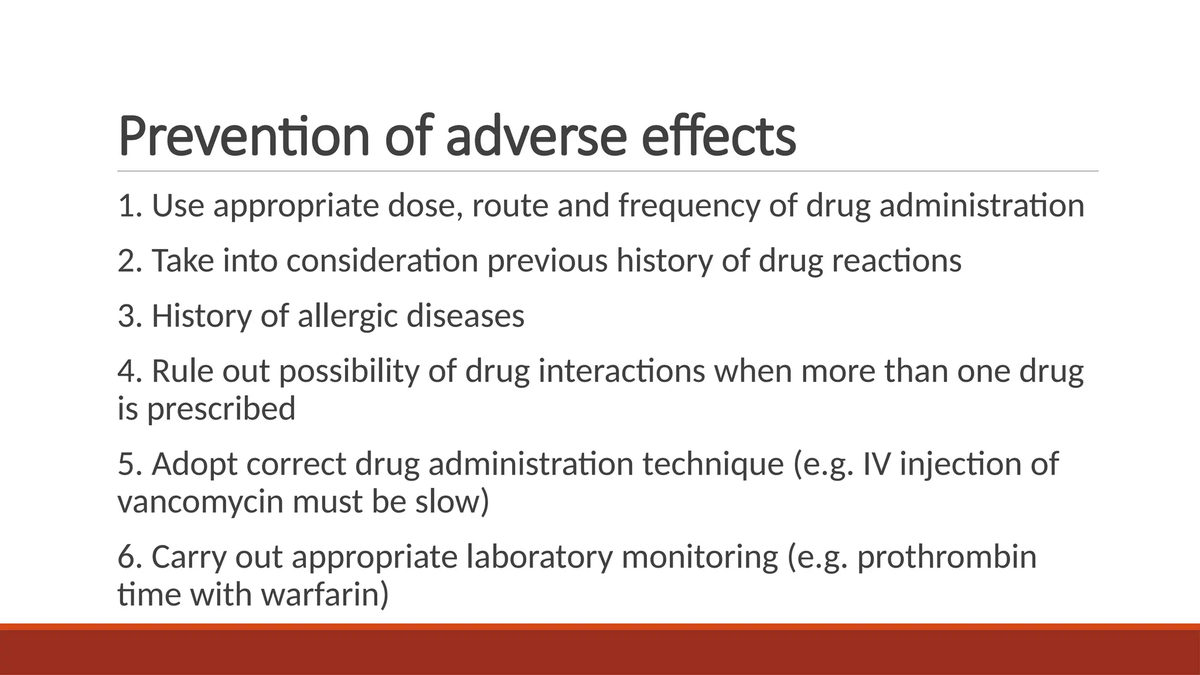 Prevention of adverse effects
1. Use appropriate dose, route and frequency of drug administration
2. Take into consideration previous history of drug reactions
3. History of allergic diseases
4. Rule out possibility of drug interactions when more than one drug
is prescribed
5. Adopt correct drug administration technique (e.g. IV injection of
vancomycin must be slow)
6. Carry out appropriate laboratory monitoring (e.g. prothrombin
time with warfarin)